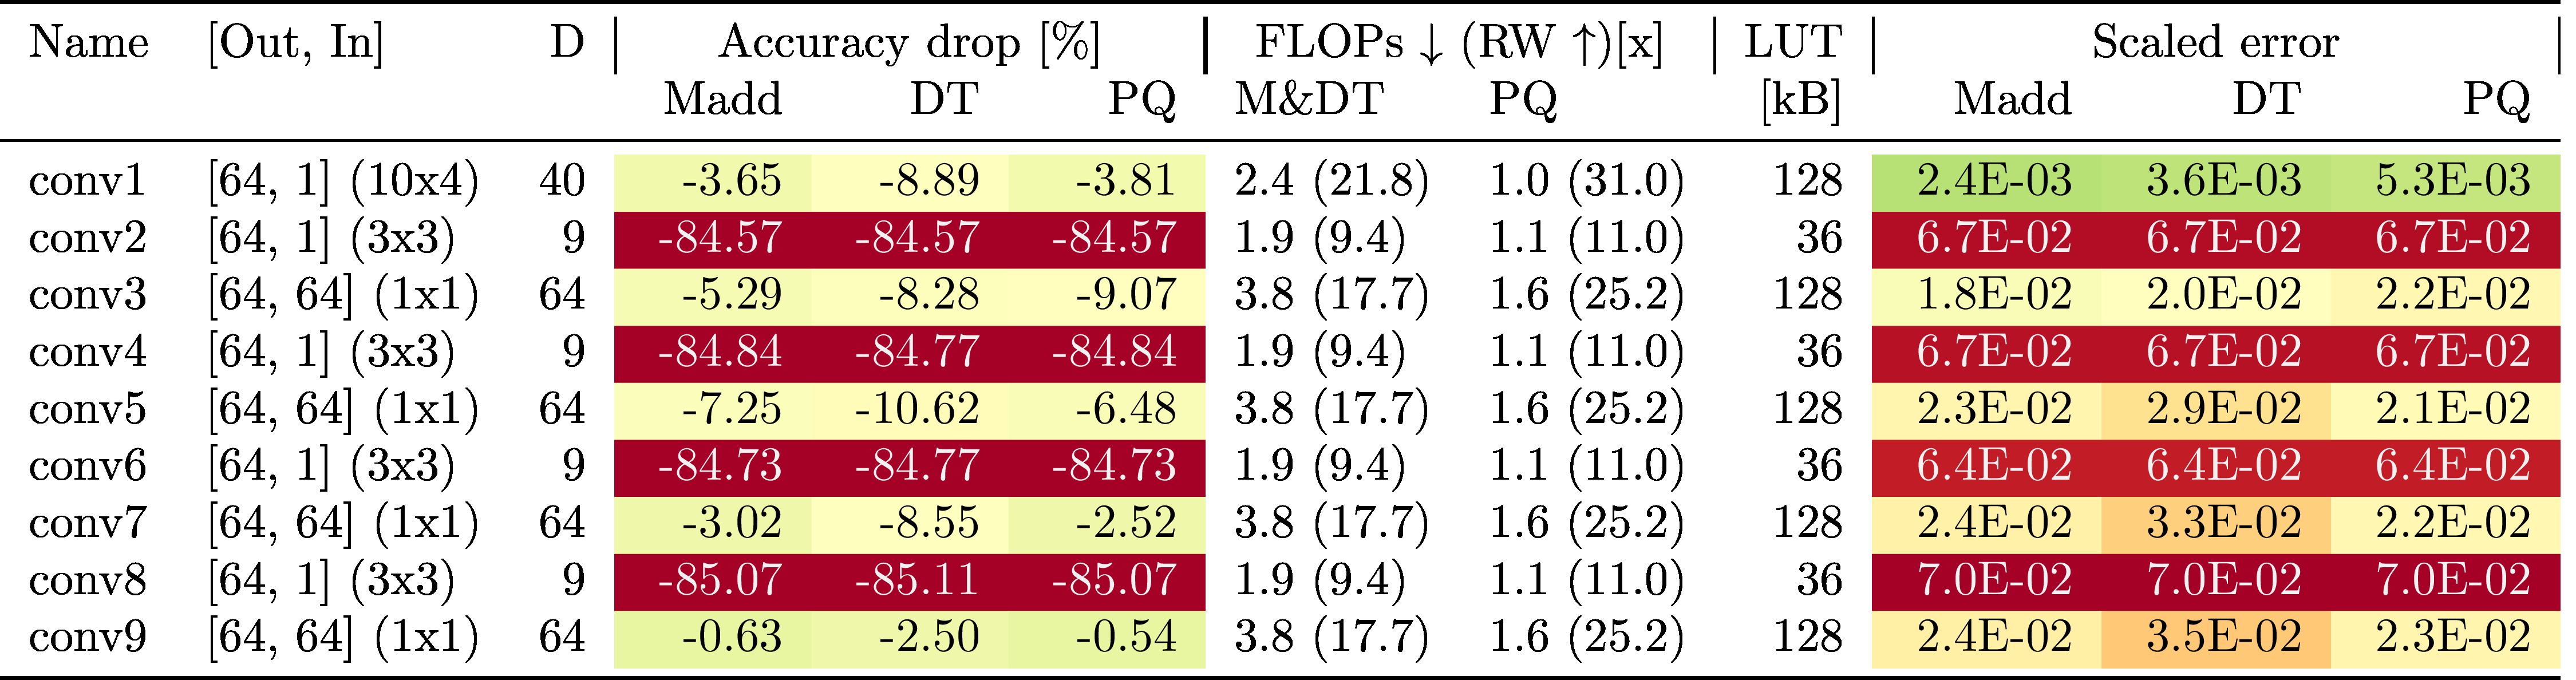 Name [Out, In] D Accuracy drop [%] FLOPs ↓ (RW ↑)[x] LUT Scaled error
Madd DT PQ M&DT PQ [kB] Madd DT PQ
conv1 [64, 1] (10x4) 40 -3.65 -8.89 -3.81 2.4 (21.8) 1.0 (31.0) 128 2.4E-03 3.6E-03 5.3E-03
conv2 [64, 1] (3x3) 9 -84.57 -84.57 -84.57 1.9 (9.4) 1.1 (11.0) 36 6.7E-02 6.7E-02 6.7E-02
conv3 [64, 64] (1x1) 64 -5.29 -8.28 -9.07 3.8 (17.7) 1.6 (25.2) 128 1.8E-02 2.0E-02 2.2E-02
conv4 [64, 1] (3x3) 9 -84.84 -84.77 -84.84 1.9 (9.4) 1.1 (11.0) 36 6.7E-02 6.7E-02 6.7E-02
conv5 [64, 64] (1x1) 64 -7.25 -10.62 -6.48 3.8 (17.7) 1.6 (25.2) 128 2.3E-02 2.9E-02 2.1E-02
conv6 [64, 1] (3x3) 9 -84.73 -84.77 -84.73 1.9 (9.4) 1.1 (11.0) 36 6.4E-02 6.4E-02 6.4E-02
conv7 [64, 64] (1x1) 64 -3.02 -8.55 -2.52 3.8 (17.7) 1.6 (25.2) 128 2.4E-02 3.3E-02 2.2E-02
conv8 [64, 1] (3x3) 9 -85.07 -85.11 -85.07 1.9 (9.4) 1.1 (11.0) 36 7.0E-02 7.0E-02 7.0E-02
conv9 [64, 64] (1x1) 64 -0.63 -2.50 -0.54 3.8 (17.7) 1.6 (25.2) 128 2.4E-02 3.5E-02 2.3E-02